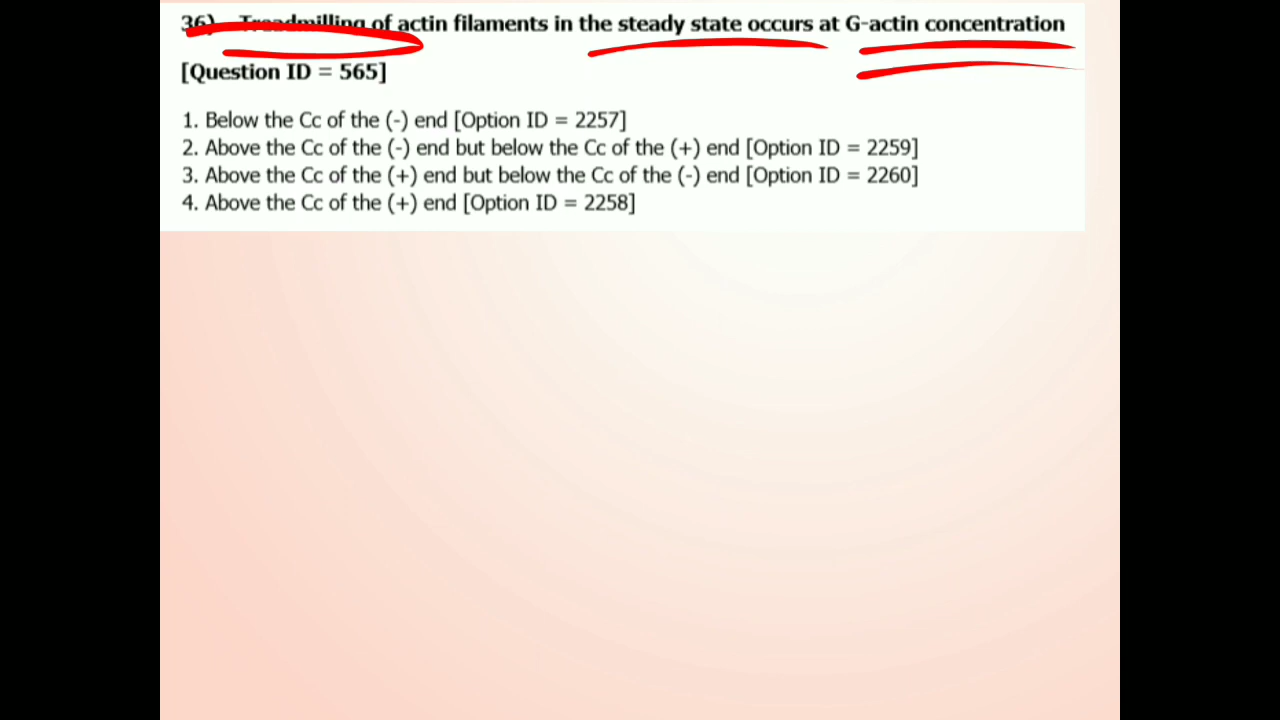 36) Treadmilling of actin filaments in the steady state occurs at G-actin concentration
[Question ID = 565]
1. Below the Cc of the (-) end [Option ID = 2257]
2. Above the Cc of the (-) end but below the Cc of the (+) end [Option ID = 2259]
3. Above the Cc of the (+) end but below the Cc of the (-) end [Option ID = 2260]
4. Above the Cc of the (+) end [Option ID = 2258]